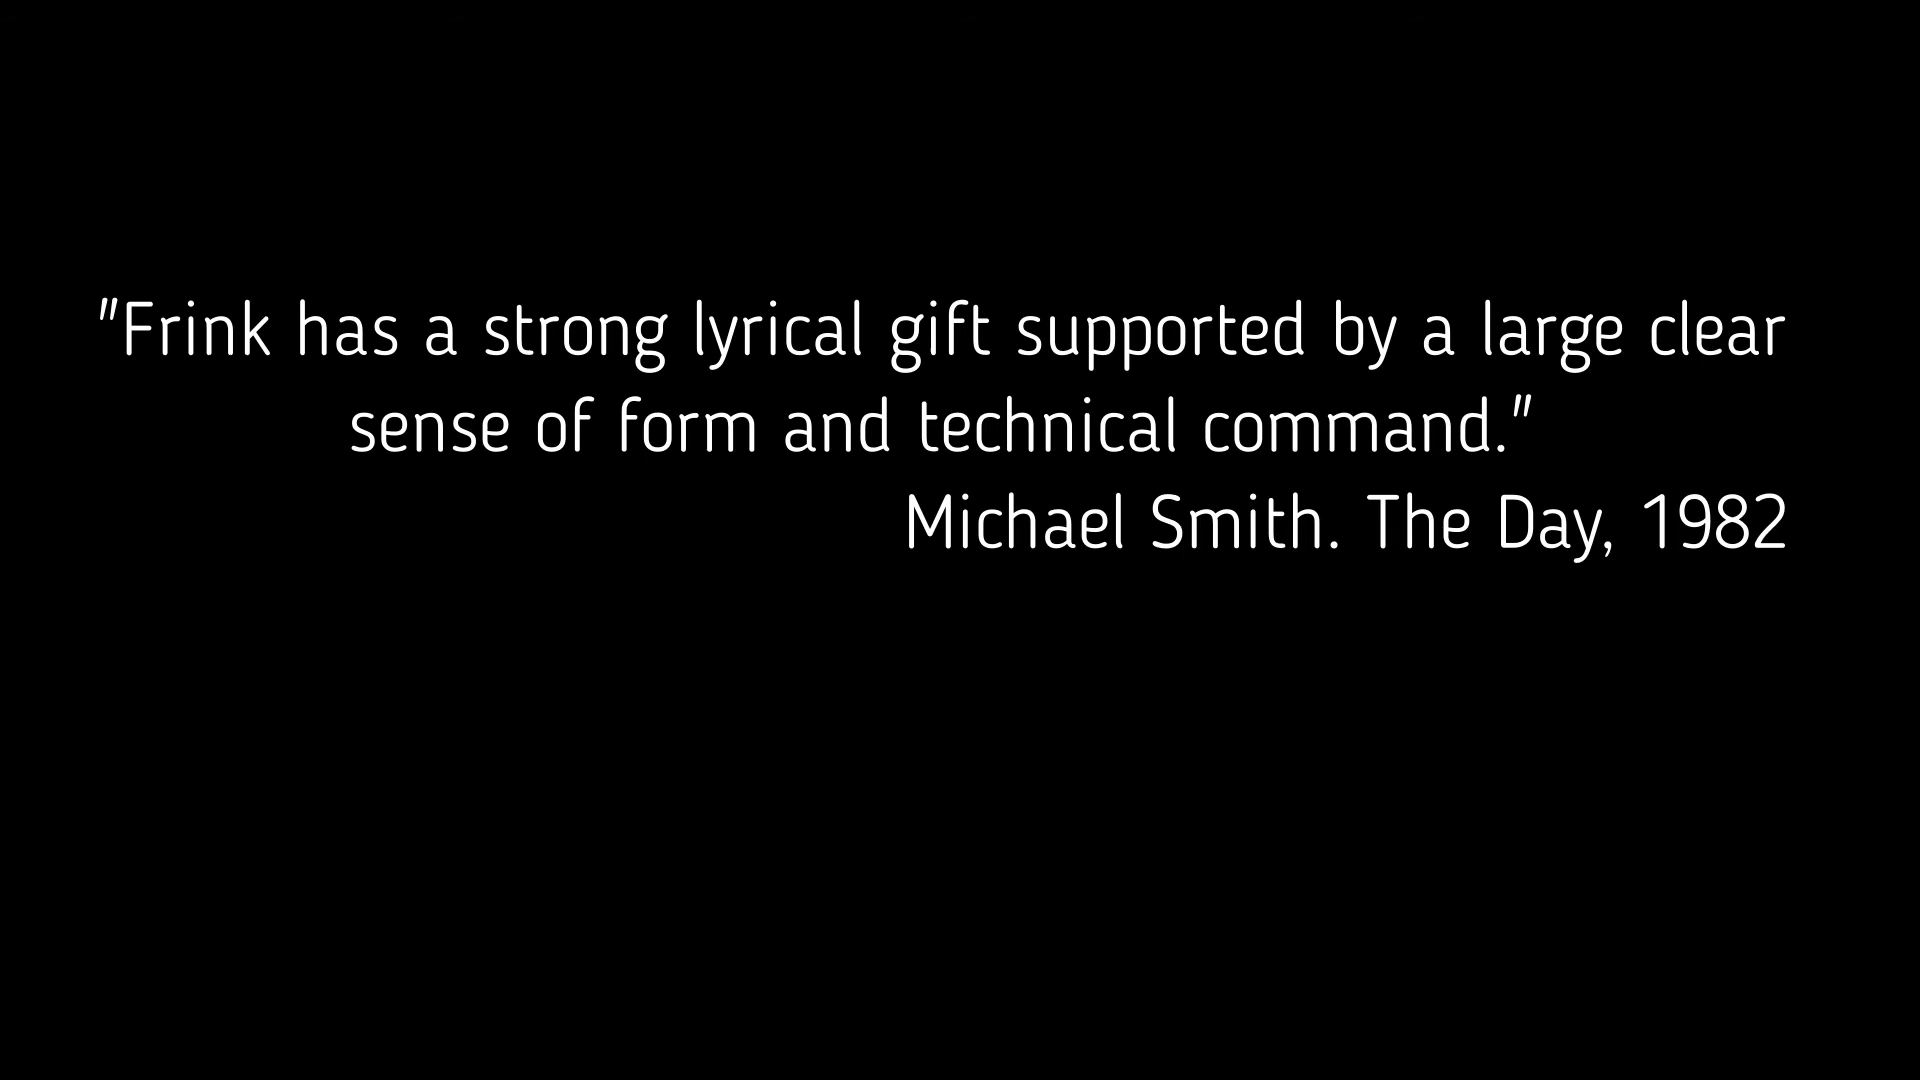 "Frink has a strong lyrical gift supported by a large clear
sense of form and technical command."
Michael Smith. The Day, 1982